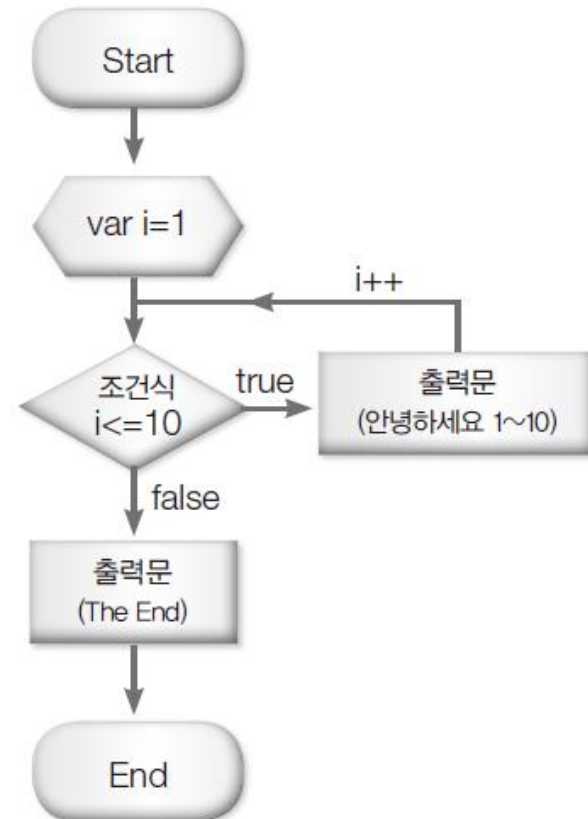 Start
var i=1
i++
조건식
i<=10
true
출력문
(안녕하세요 1~10)
false
출력문
(The End)
End